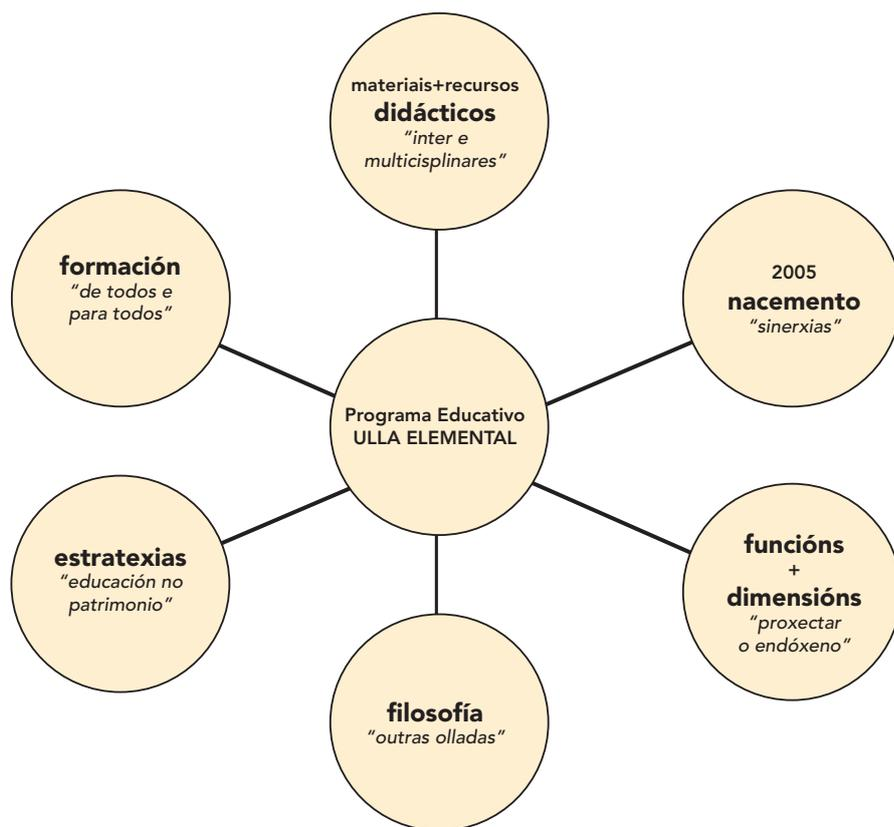 materiais+recursos
didácticos
“inter e
multicisplinares”
formación
“de todos e
para todos”
2005
nacemento
“sinerxias”
Programa Educativo
ULLA ELEMENTAL
estratexias
“educación no
patrimonio”
funcións
+
dimensións
“proxectar
o endóxeno”
filosofía
“outras olladas”